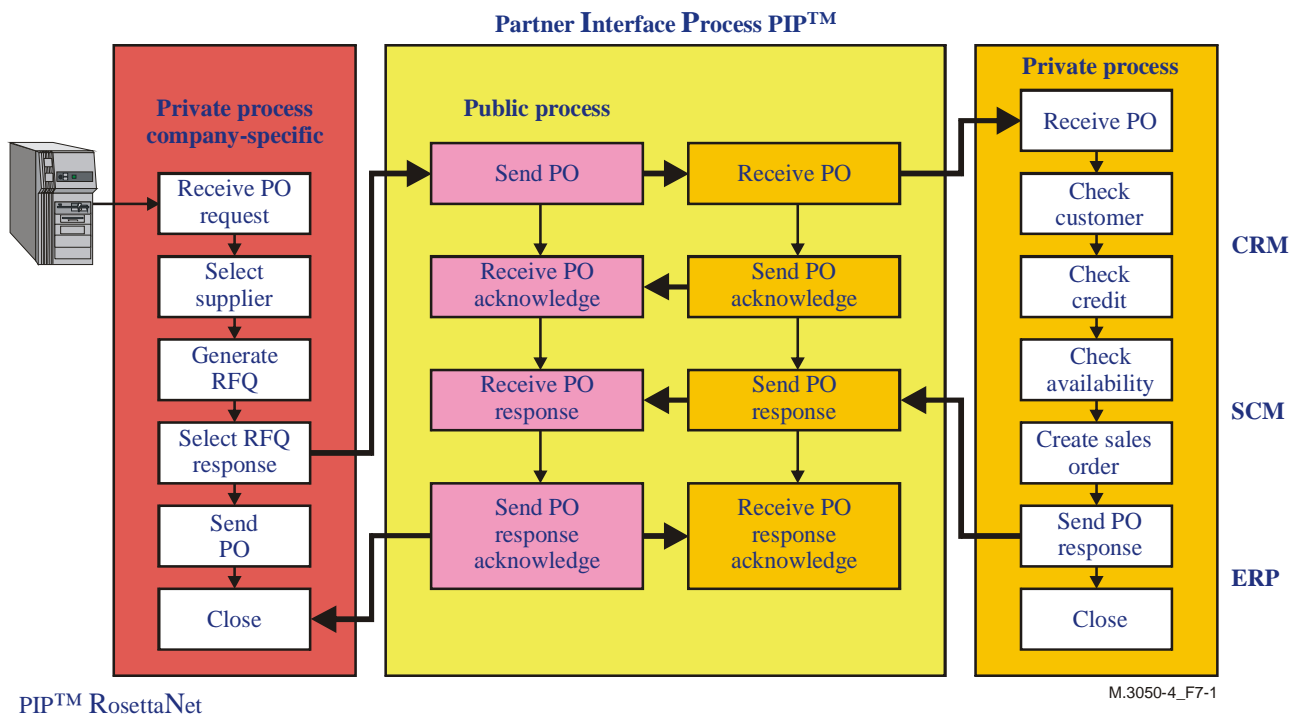 Partner Interface Process PIP™
Private process
company-specific
Receive PO
request
Select
supplier
Generate
RFQ
Select RFQ
response
Send
PO
Close
Public process
Send PO
Receive PO
Receive PO
acknowledge
Send PO
acknowledge
Receive PO
response
Send PO
response
Send PO
response
acknowledge
Receive PO
response
acknowledge
Private process
Receive PO
Check
customer
Check
credit
Check
availability
Create sales
order
Send PO
response
Close
CRM
SCM
ERP
PIP™ RosettaNet
M.3050-4_F7-1